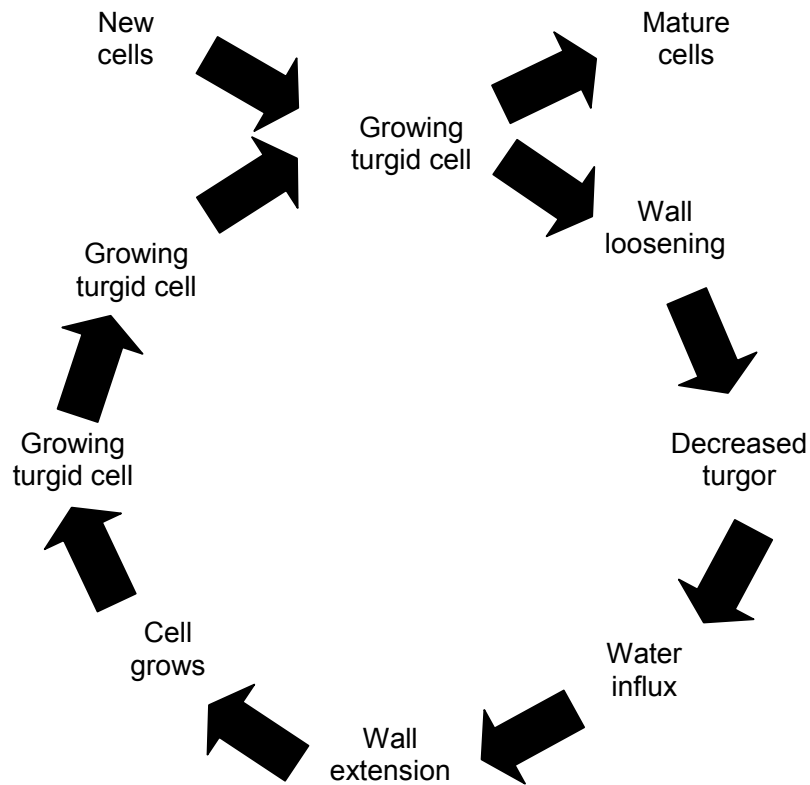 New
cells
Mature
cells
Growing
turgid cell
Wall
loosening
Growing
turgid cell
Decreased
turgor
Growing
turgid cell
Cell
grows
Water
influx
Wall
extension